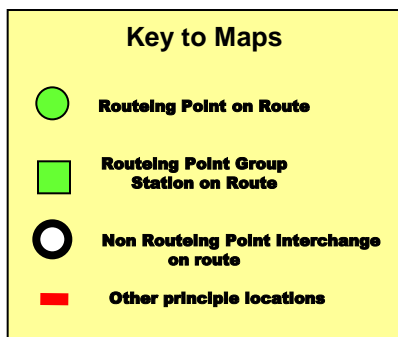 Key to Maps
Routeing Point on Route
Routeing Point Group
Station on Route
Non Routeing Point Interchange
on route
Other principle locations